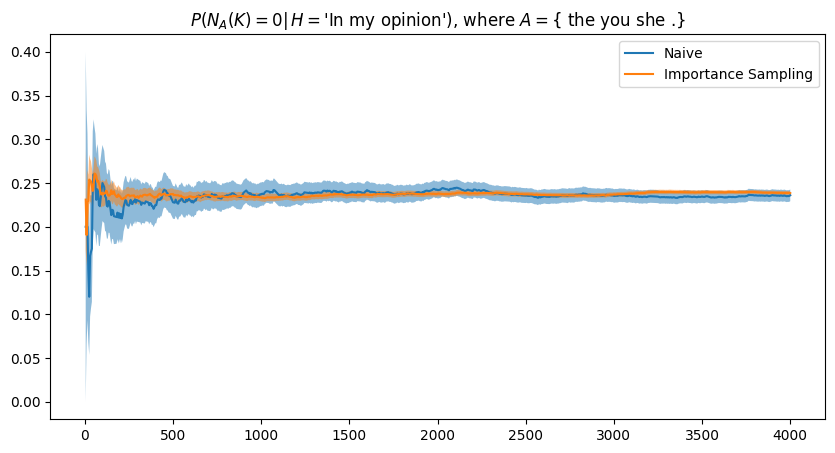 P(N_A(K) = 0| H = 'In my opinion'), where A = { the you she .}
0.40
0.35
0.30
0.25
0.20
0.15
0.10
0.05
0.00
Naive
Importance Sampling
0 500 1000 1500 2000 2500 3000 3500 4000